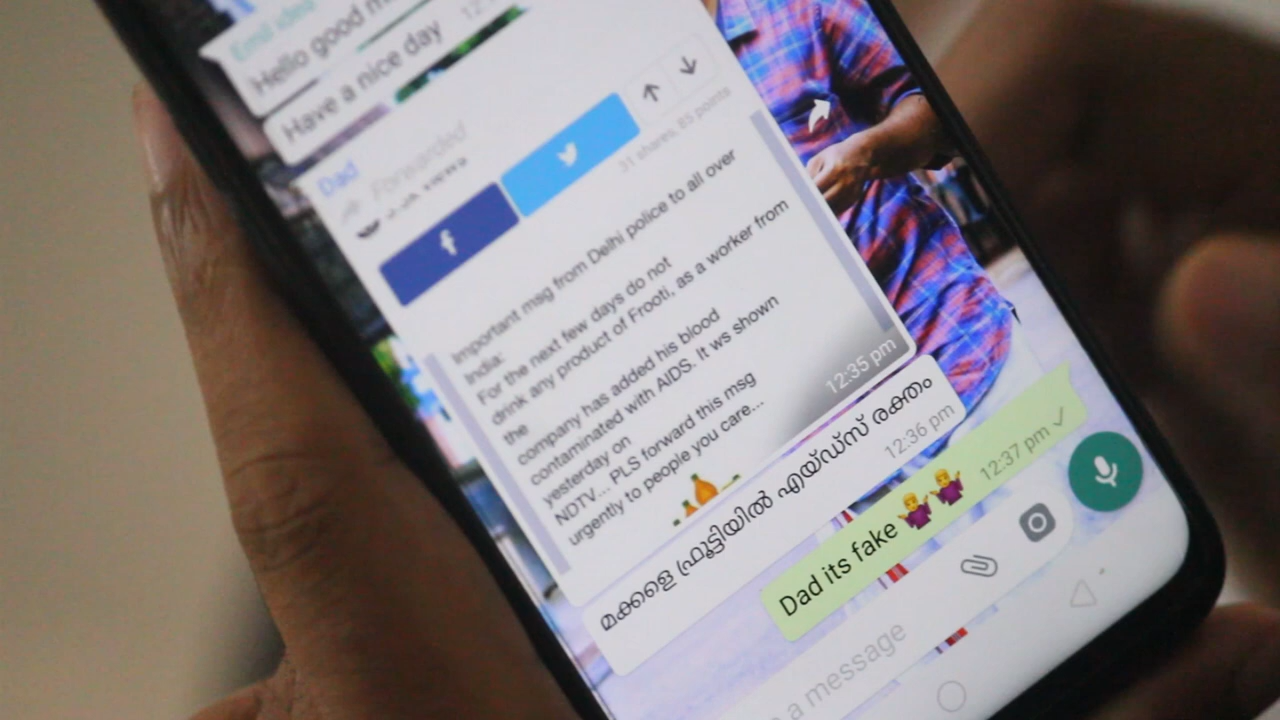 Emil idea
Hello good
Have a nice day
Dad
Forwarded
f
31 shares, 85 points
Important msg from Delhi police to all over
India:
For the next few days do not
drink any product of Frooti, as a worker from
the
company has added his blood
contaminated with AIDS. It ws shown
yesterday on
NDTV... PLS forward this msg
urgently to people you care...
12:35 pm
മക്കളെ ഫ്രൂട്ടിയിൽ എയ്ഡ്സ് രക്തം
12:36 pm
Dad its fake 🤷‍♀️🤷‍♀️
12:37 pm
a message